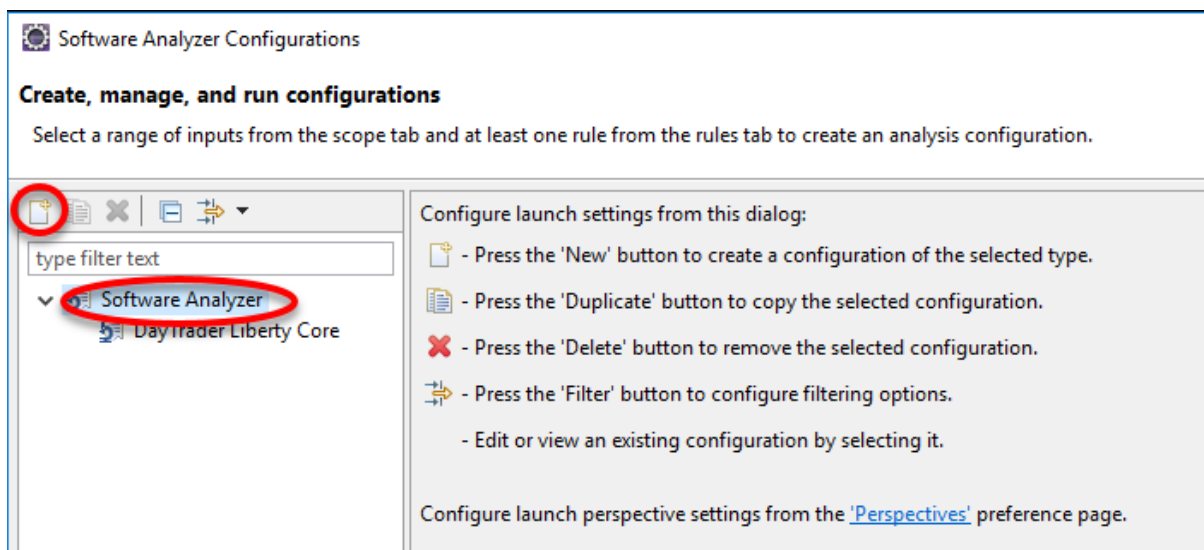 Software Analyzer Configurations
Create, manage, and run configurations
Select a range of inputs from the scope tab and at least one rule from the rules tab to create an analysis configuration.
type filter text
Software Analyzer
DayTrader Liberty Core
Configure launch settings from this dialog:
- Press the 'New' button to create a configuration of the selected type.
- Press the 'Duplicate' button to copy the selected configuration.
- Press the 'Delete' button to remove the selected configuration.
- Press the 'Filter' button to configure filtering options.
- Edit or view an existing configuration by selecting it.
Configure launch perspective settings from the 'Perspectives' preference page.